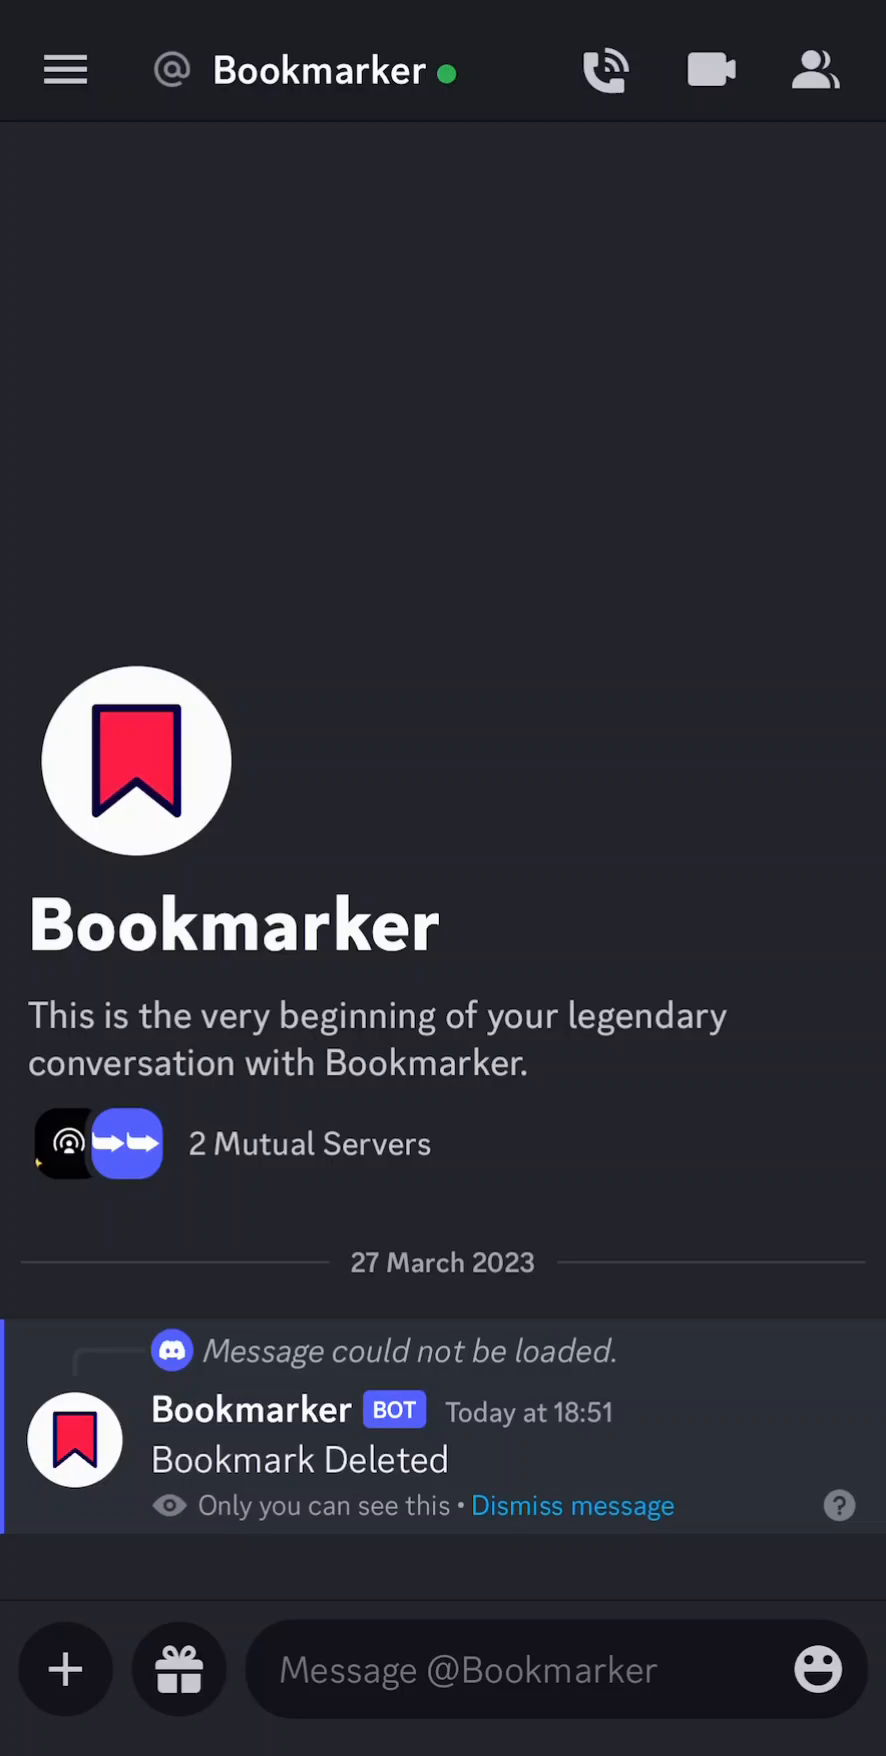 @ Bookmarker
Bookmarker
This is the very beginning of your legendary
conversation with Bookmarker.
2 Mutual Servers
27 March 2023
Message could not be loaded.
Bookmarker BOT Today at 18:51
Bookmark Deleted
Only you can see this • Dismiss message
Message @Bookmarker